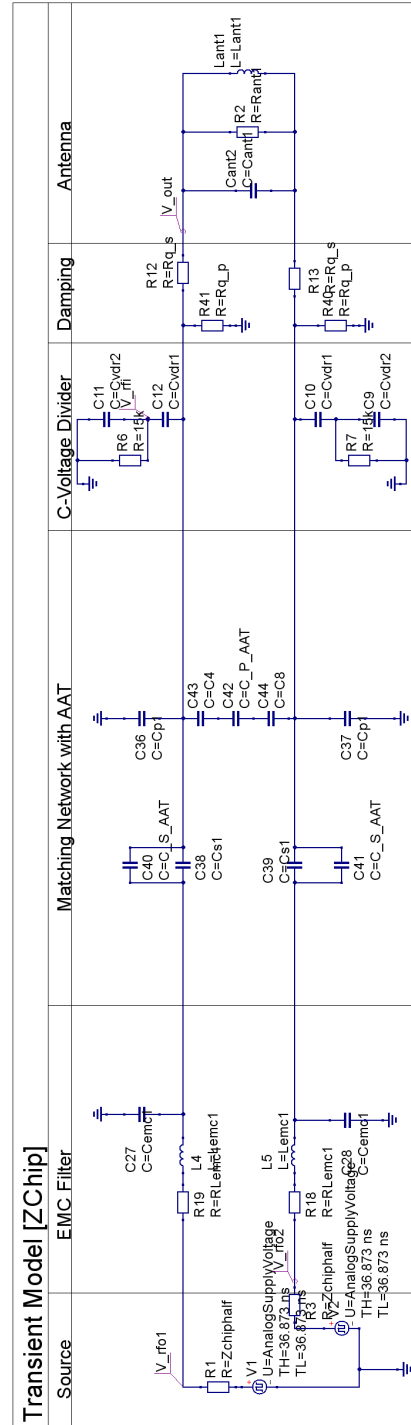 Transient Model [ZChip]
Source
EMC Filter
Matching Network with AAT
C-Voltage Divider
Damping
Antenna
V_rfo1
R1
R=Zchiphalf
V1
U=AnalogSupplyVoltage
TH=36.873 ns
TL=36.873 ns
V_rfo2
R3
R=Zchiphalf
V2
U=AnalogSupplyVoltage
TH=36.873 ns
TL=36.873 ns
C27
C=Cemc1
L4
L=Lemc1
R19
R=RLemc1
L5
L=Lemc1
R18
R=RLemc1
C28
C=Cemc1
C40
C=C_S_AAT
C38
C=Cs1
C39
C=Cs1
C41
C=C_S_AAT
C36
C=Cp1
C43
C=C4
C42
C=C_P_AAT
C44
C=C8
C37
C=Cp1
C11
C=Cvdr2
V_rfi
R6
R=15k
C12
C=Cvdr1
C10
C=Cvdr1
R7
R=15k
C9
C=Cvdr2
R12
R=Rq_s
R41
R=Rq_p
R13
R=Rq_s
R40
R=Rq_p
V_out
Lant1
L=Lant1
R2
R=Rant1
Cant2
C=Cant1